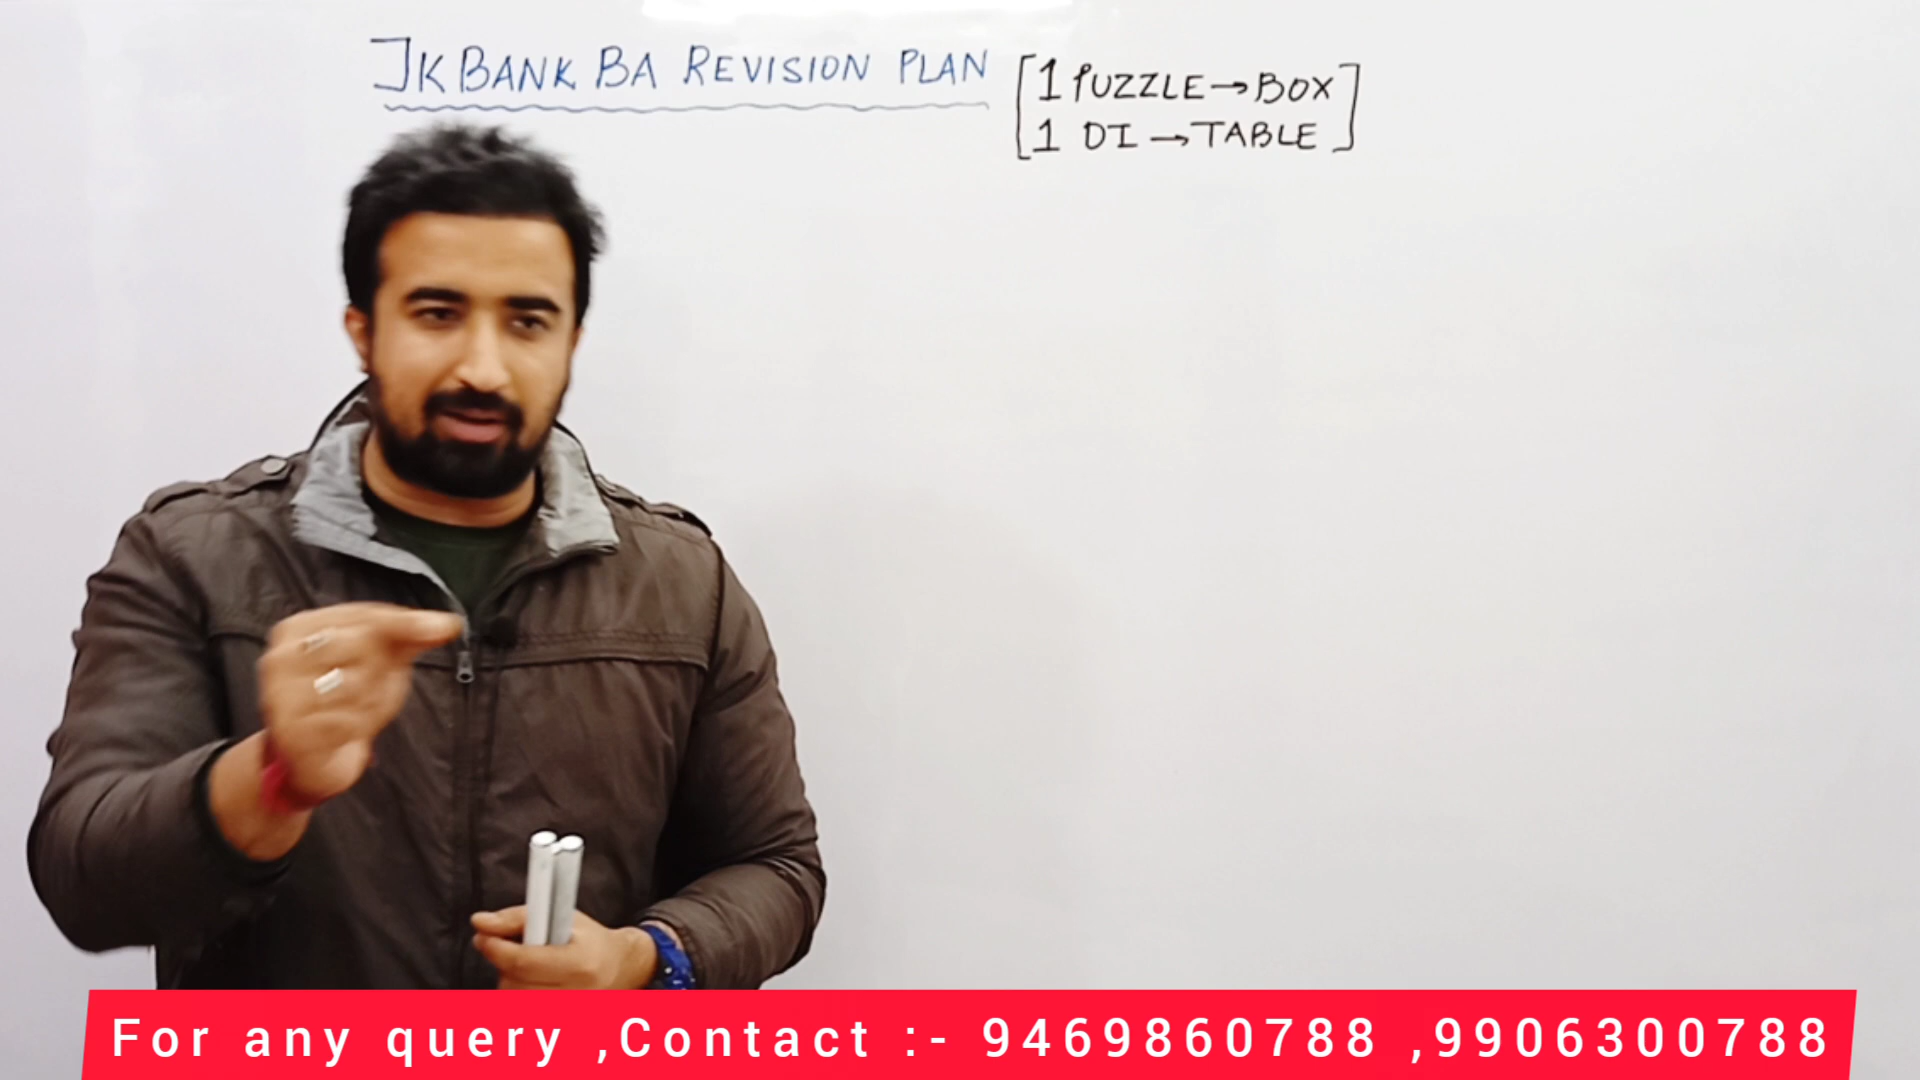 JK BANK BA REVISION PLAN
[1 PUZZLE→BOX
1 DI→TABLE]
For any query ,Contact :- 9469860788 ,9906300788